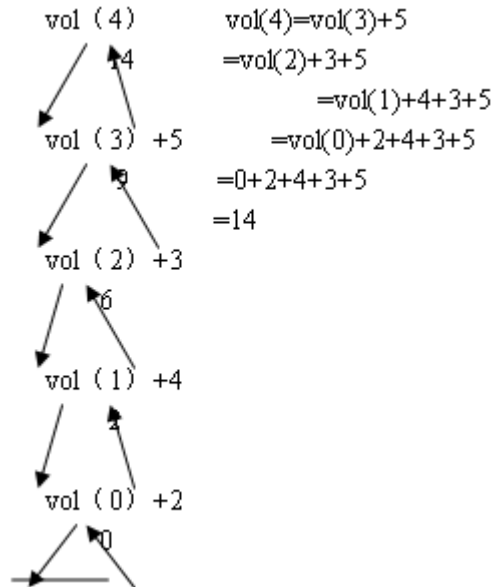 vol（4） vol(4)=vol(3)+5
14 =vol(2)+3+5
=vol(1)+4+3+5
vol（3）+5 =vol(0)+2+4+3+5
9 =0+2+4+3+5
=14
vol（2）+3
6
vol（1）+4
2
vol（0）+2
0